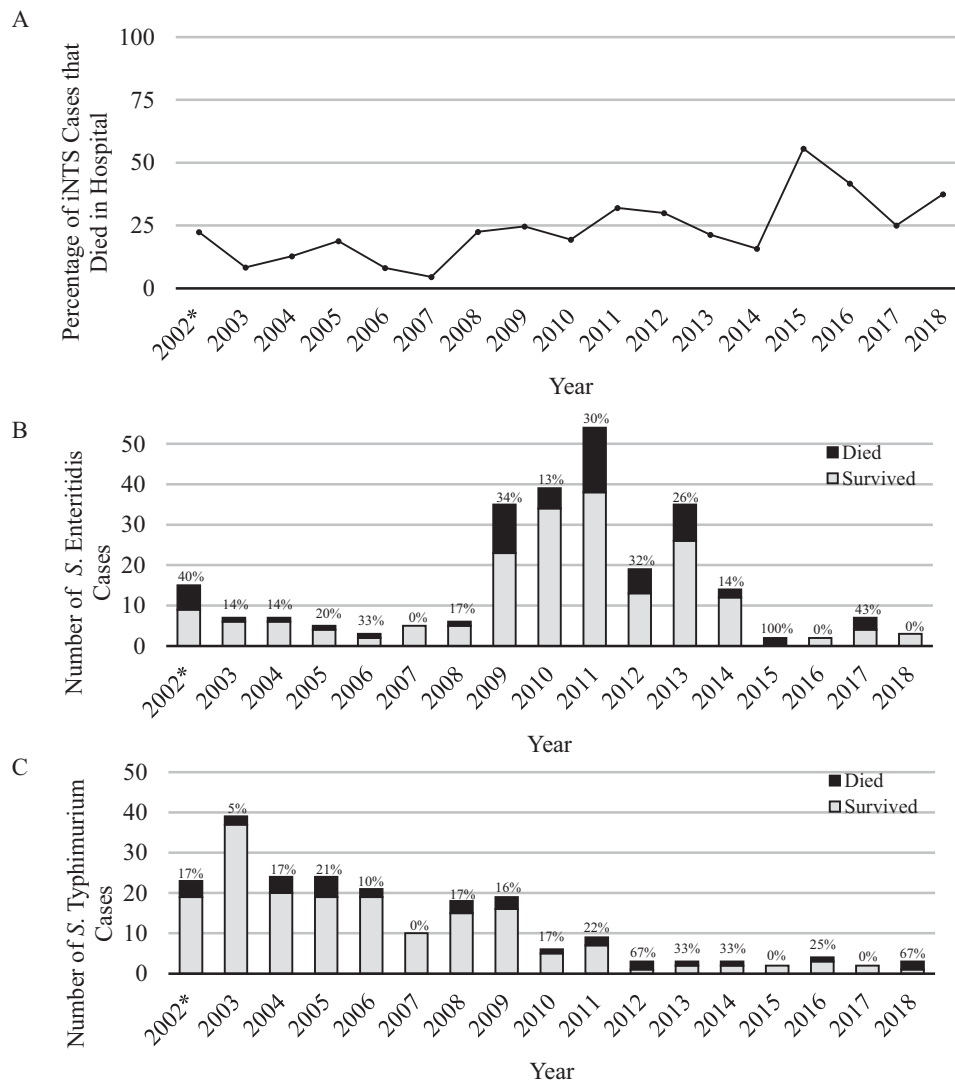 A
Percentage of iNTS Cases that
Died in Hospital
100
75
50
25
0
2002* 2003 2004 2005 2006 2007 2008 2009 2010 2011 2012 2013 2014 2015 2016 2017 2018
Year
B
Number of S. Enteritidis
Cases
50
40
30
20
10
0
Died
Survived
40% 14% 14% 20% 33% 0% 17% 34% 13% 30% 32% 26% 14% 100% 0% 43% 0%
2002* 2003 2004 2005 2006 2007 2008 2009 2010 2011 2012 2013 2014 2015 2016 2017 2018
Year
C
Number of S. Typhimurium
Cases
50
40
30
20
10
0
Died
Survived
17% 5% 17% 21% 10% 0% 17% 16% 17% 22% 67% 33% 33% 0% 25% 0% 67%
2002* 2003 2004 2005 2006 2007 2008 2009 2010 2011 2012 2013 2014 2015 2016 2017 2018
Year